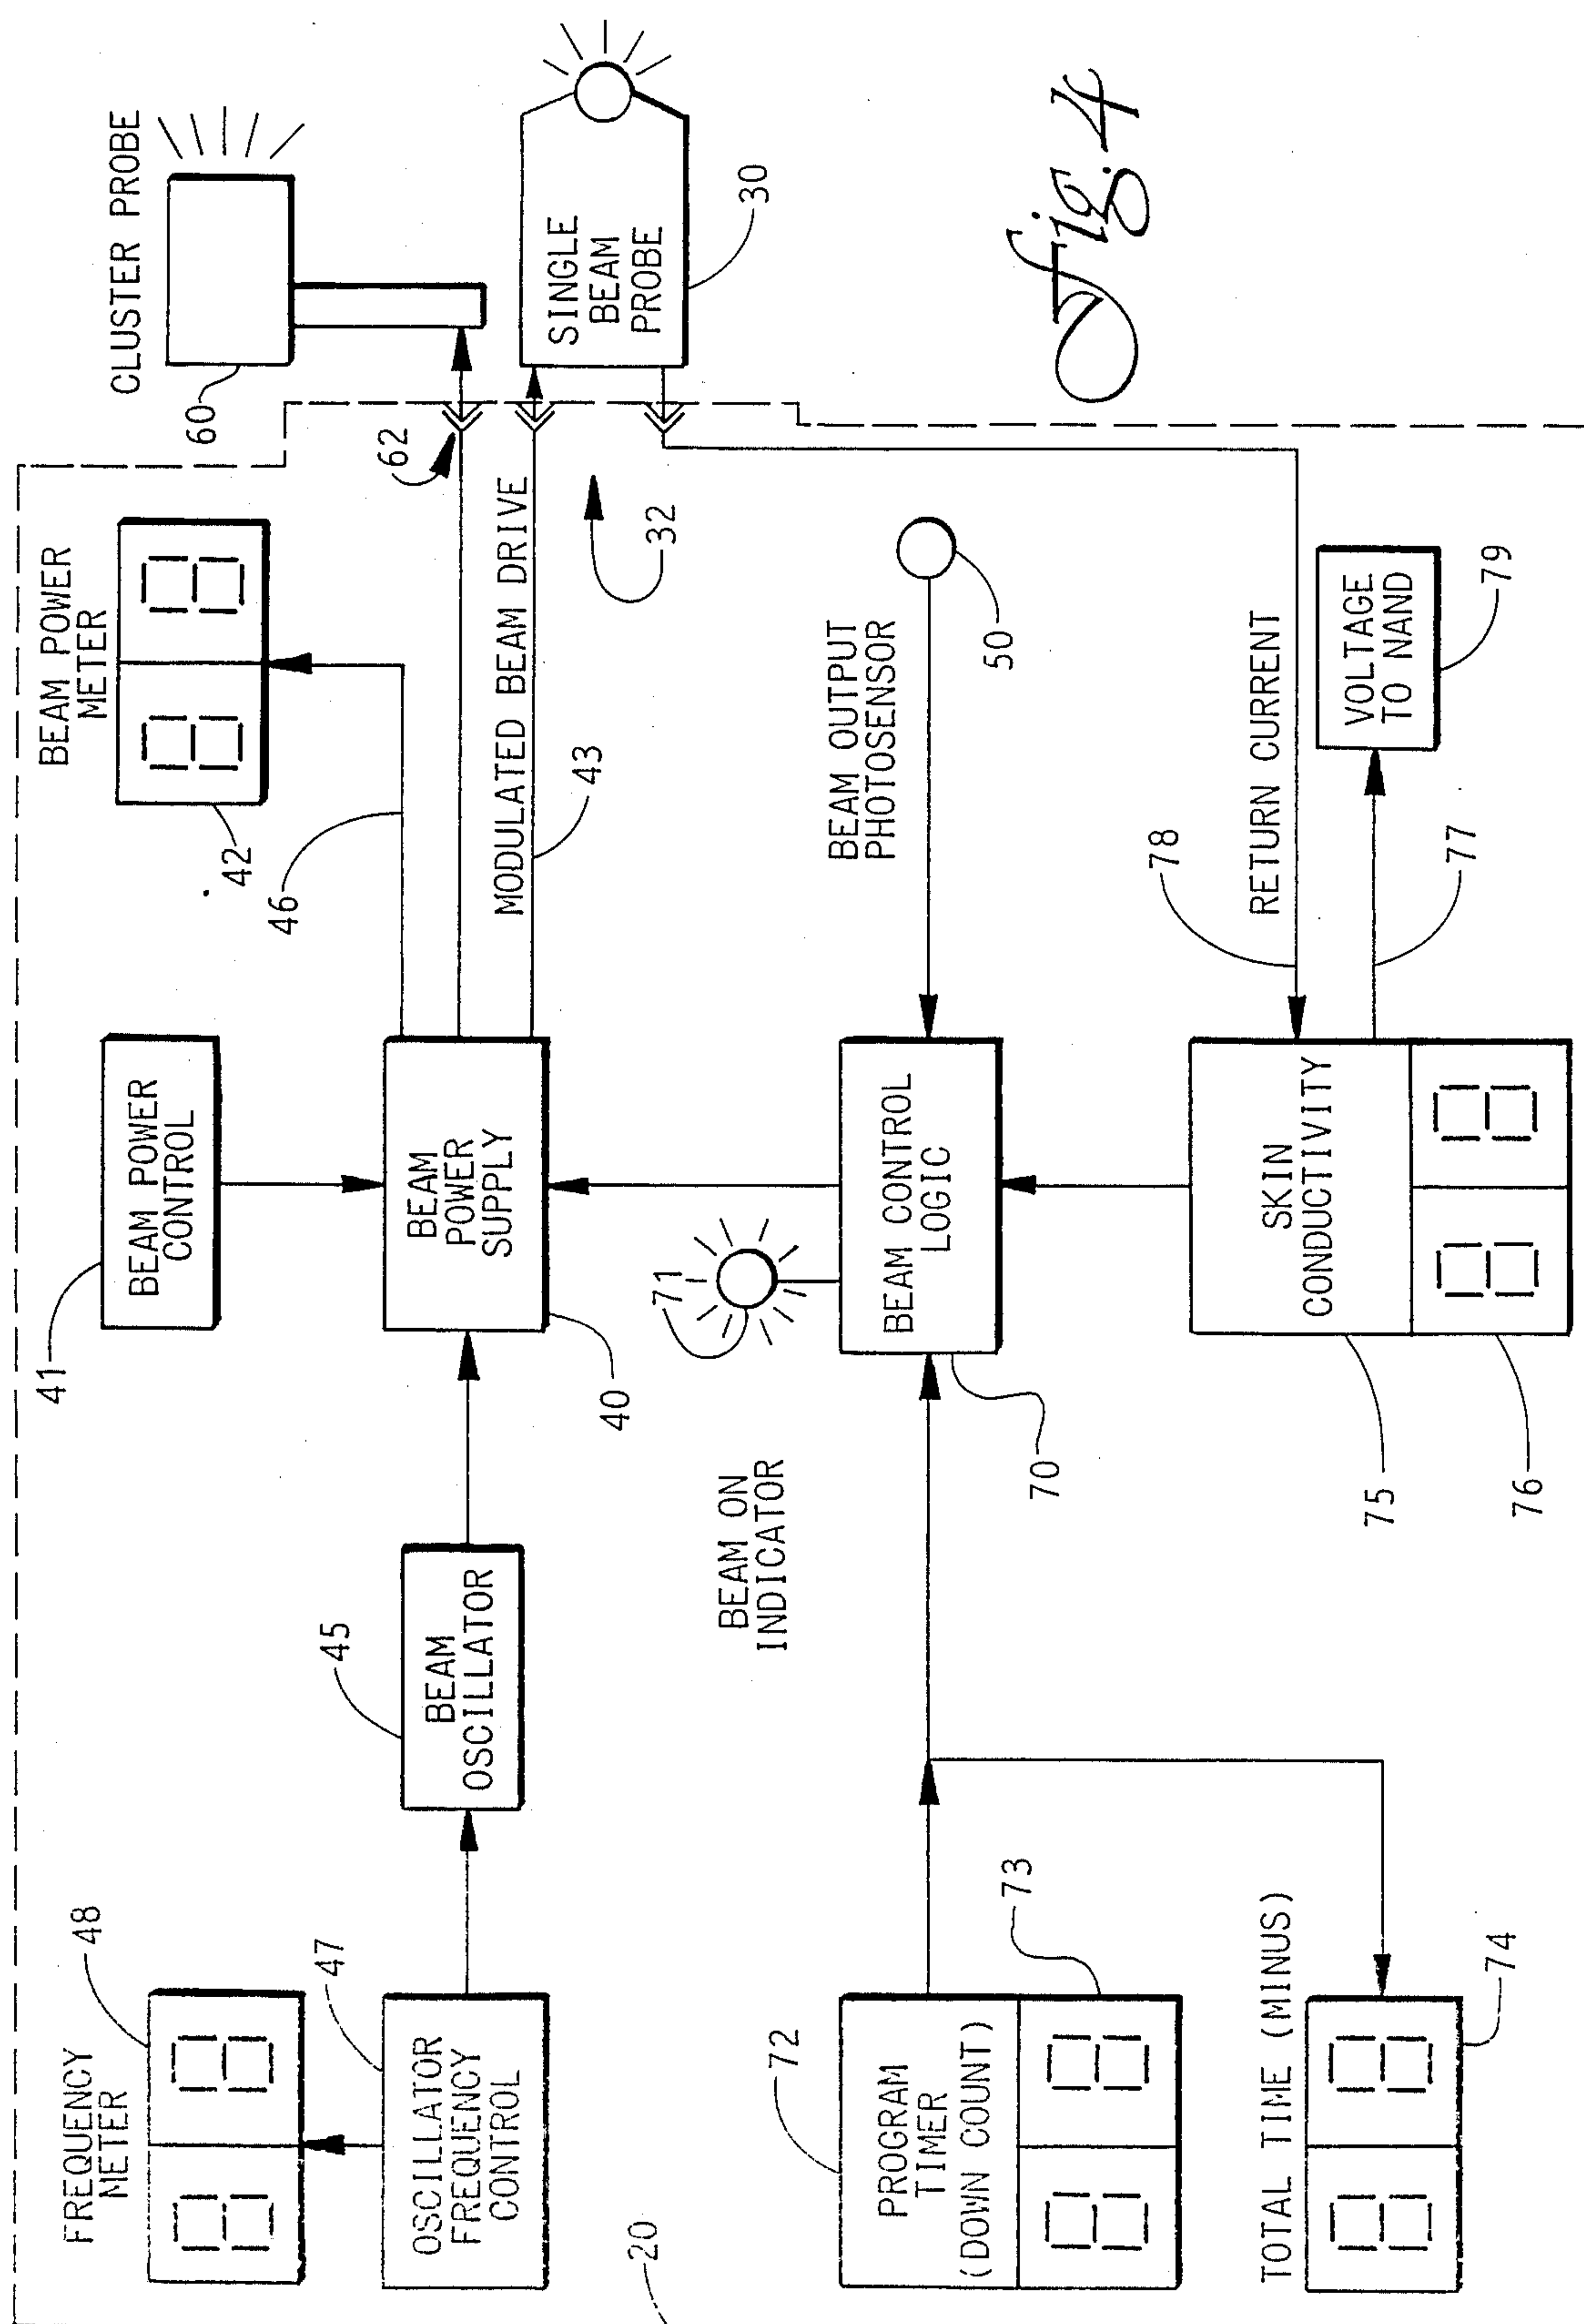 FREQUENCY
METER
48
47
OSCILLATOR
FREQUENCY
CONTROL
20
45
BEAM
OSCILLATOR
41
BEAM POWER
CONTROL
BEAM
POWER
SUPPLY
40
BEAM POWER
METER
42
46
MODULATED BEAM DRIVE
43
62
32
CLUSTER PROBE
60
SINGLE
BEAM
PROBE
30
72
PROGRAM
TIMER
(DOWN COUNT)
73
TOTAL TIME (MINUS)
74
BEAM ON
INDICATOR
71
BEAM CONTROL
LOGIC
70
BEAM OUTPUT
PHOTOSENSOR
50
SKIN
CONDUCTIVITY
75
76
78
RETURN CURRENT
77
VOLTAGE
TO NAND
79
Fig. 4